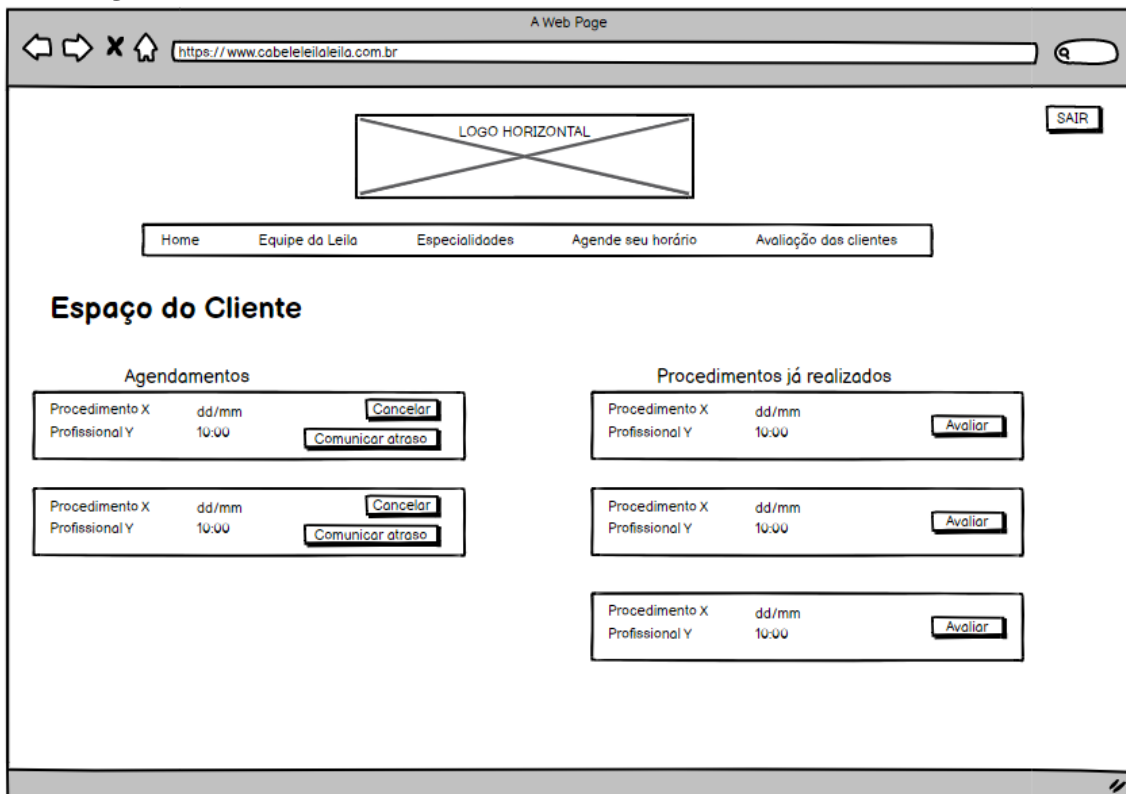 A Web Page
https://www.cabeleleilaleila.com.br
SAIR
LOGO HORIZONTAL
Home Equipe da Leila Especialidades Agende seu horário Avaliação das clientes
Espaço do Cliente
Agendamentos
Procedimento X dd/mm Cancelar
Profissional Y 10:00 Comunicar atraso
Procedimento X dd/mm Cancelar
Profissional Y 10:00 Comunicar atraso
Procedimentos já realizados
Procedimento X dd/mm
Profissional Y 10:00 Avaliar
Procedimento X dd/mm
Profissional Y 10:00 Avaliar
Procedimento X dd/mm
Profissional Y 10:00 Avaliar